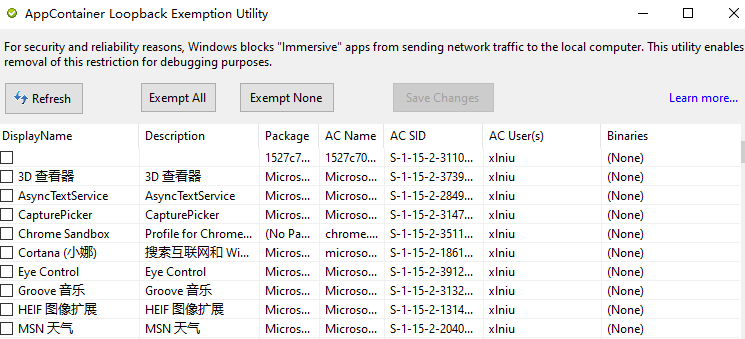 AppContainer Loopback Exemption Utility
For security and reliability reasons, Windows blocks "Immersive" apps from sending network traffic to the local computer. This utility enables
removal of this restriction for debugging purposes.
Refresh Exempt All Exempt None Save Changes Learn more...
DisplayName Description Package AC Name AC SID AC User(s) Binaries
1527c7... 1527c70... S-1-15-2-3110... xlniu (None)
3D 查看器 3D 查看器 Micros... Microso... S-1-15-2-3739... xlniu (None)
AsyncTextService AsyncTextService Micros... Microso... S-1-15-2-2849... xlniu (None)
CapturePicker CapturePicker Micros... Microso... S-1-15-2-3147... xlniu (None)
Chrome Sandbox Profile for Chrome... (No Pa... chrome.... S-1-15-2-3511... xlniu (None)
Cortana (小娜) 搜索互联网和 Wi... Micros... microso... S-1-15-2-1861... xlniu (None)
Eye Control Eye Control Micros... Microso... S-1-15-2-3912... xlniu (None)
Groove 音乐 Groove 音乐 Micros... Microso... S-1-15-2-3132... xlniu (None)
HEIF 图像扩展 HEIF 图像扩展 Micros... Microso... S-1-15-2-1314... xlniu (None)
MSN 天气 MSN 天气 Micros... Microso... S-1-15-2-2040... xlniu (None)